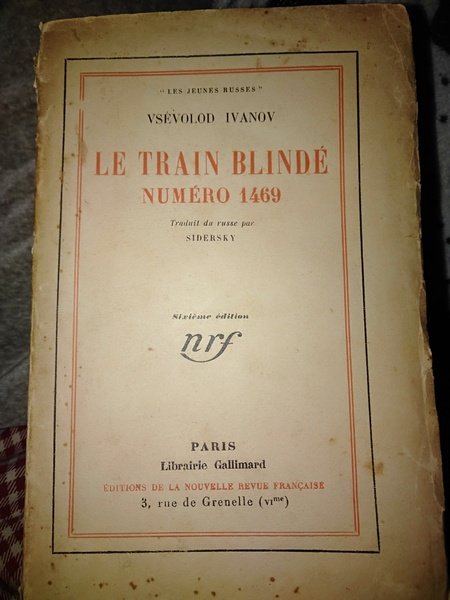 "LES JEUNES RUSSES"
VSÉVOLOD IVANOV
LE TRAIN BLINDÉ
NUMÉRO 1469
Traduit du russe par
SIDERSKY
Sixième édition
nrf
PARIS
Librairie Gallimard
ÉDITIONS DE LA NOUVELLE REVUE FRANÇAISE
3, rue de Grenelle (VIme)